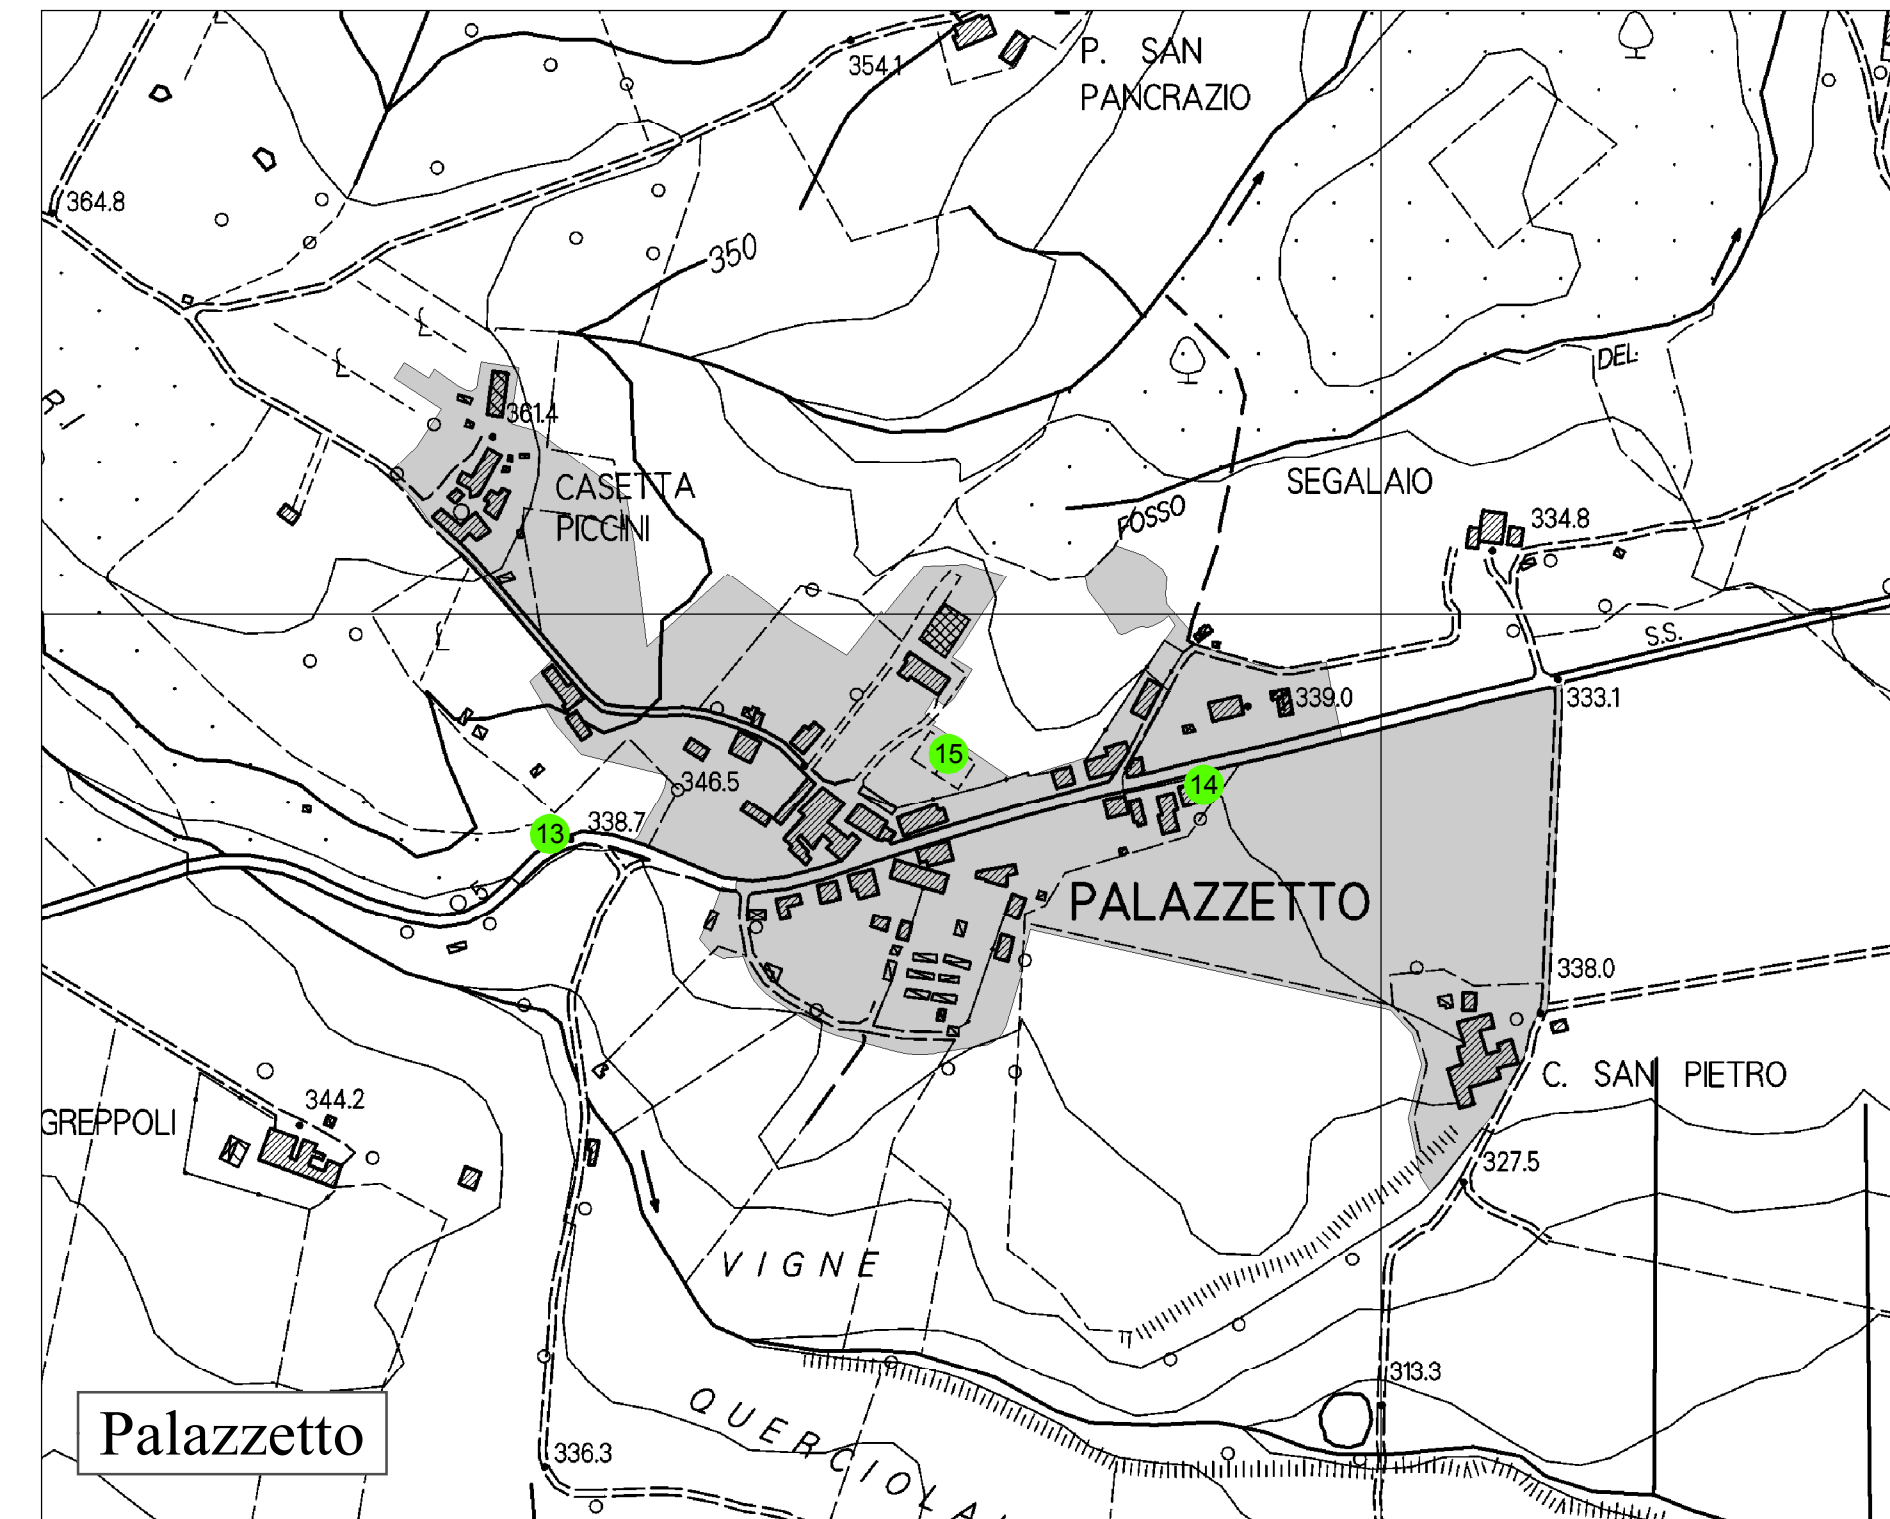 P. SAN
PANCRAZIO
354.1
364.8
350
DEL
RI
361.4
CASETTA
PICCINI
SEGALAIO
FOSSO
334.8
S.S.
339.0
333.1
15
346.5
14
13
338.7
PALAZZETTO
338.0
C. SAN PIETRO
344.2
GREPPOLI
327.5
VIGNE
313.3
Palazzetto
336.3